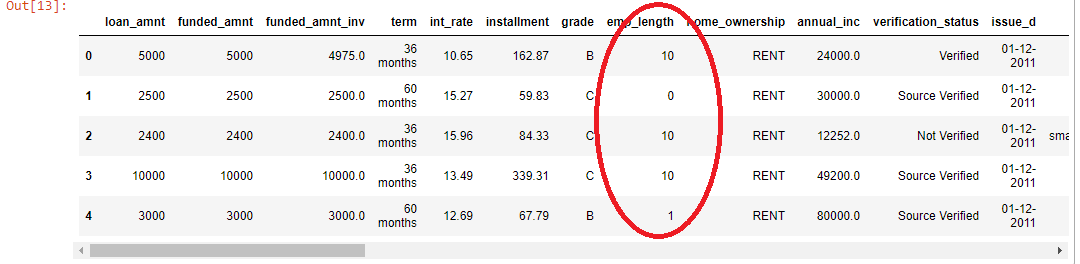 Out[13]:
loan_amnt funded_amnt funded_amnt_inv term int_rate installment grade emp_length home_ownership annual_inc verification_status issue_d
0 5000 5000 4975.0 36 months 10.65 162.87 B 10 RENT 24000.0 Verified 01-12-2011
1 2500 2500 2500.0 60 months 15.27 59.83 C 0 RENT 30000.0 Source Verified 01-12-2011
2 2400 2400 2400.0 36 months 15.96 84.33 C 10 RENT 12252.0 Not Verified 01-12-2011 sma
3 10000 10000 10000.0 36 months 13.49 339.31 C 10 RENT 49200.0 Source Verified 01-12-2011
4 3000 3000 3000.0 60 months 12.69 67.79 B 1 RENT 80000.0 Source Verified 01-12-2011